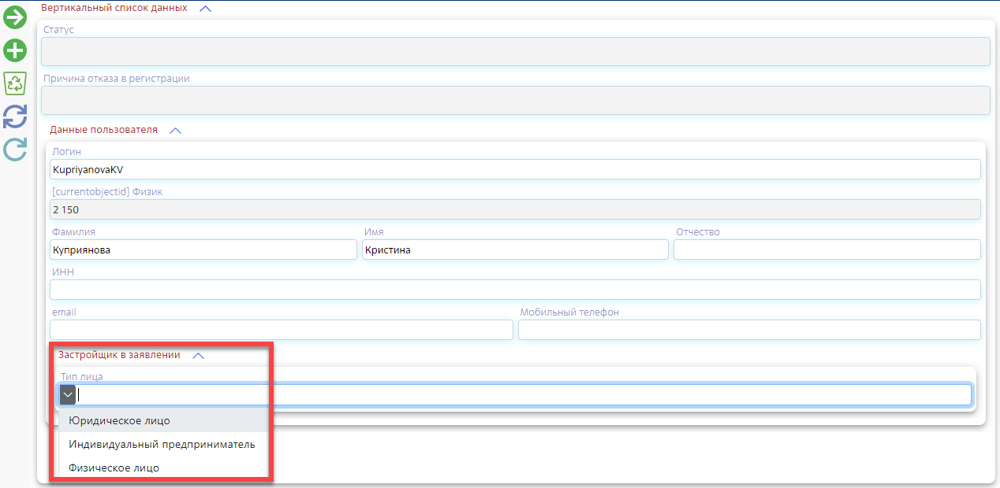 Вертикальный список данных
Статус
Причина отказа в регистрации
Данные пользователя
Логин
KupriyanovaKV
[currentobjectid] Физик
2 150
Фамилия Имя Отчество
Куприянова Кристина
ИНН
email Мобильный телефон
Застройщик в заявлении
Тип лица
Юридическое лицо
Индивидуальный предприниматель
Физическое лицо